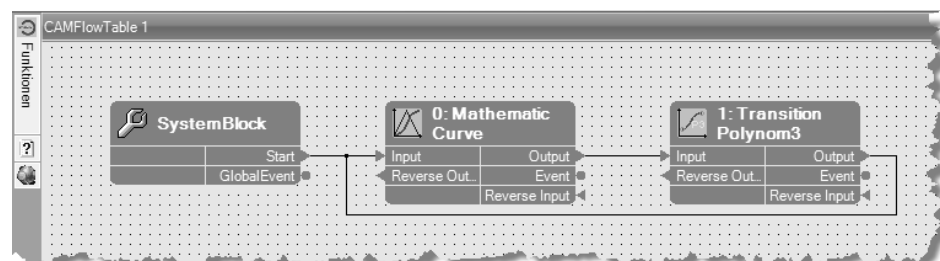 CAMFlowTable 1
Funktionen
?
SystemBlock
Start
GlobalEvent
0: Mathematic
Curve
Input Output
Reverse Out... Event
Reverse Input
1: Transition
Polynom3
Input Output
Reverse Out... Event
Reverse Input